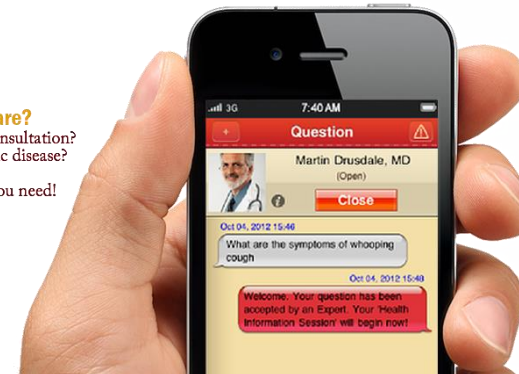 are?
nsultation?
ic disease?
ou need!
3G 7:40 AM
+ Question
Martin Drusdale, MD
(Open)
i Close
Oct 04, 2012 15:46
What are the symptoms of whooping
cough
Oct 04, 2012 15:48
Welcome. Your question has been
accepted by an Expert. Your 'Health
Information Session' will begin now!